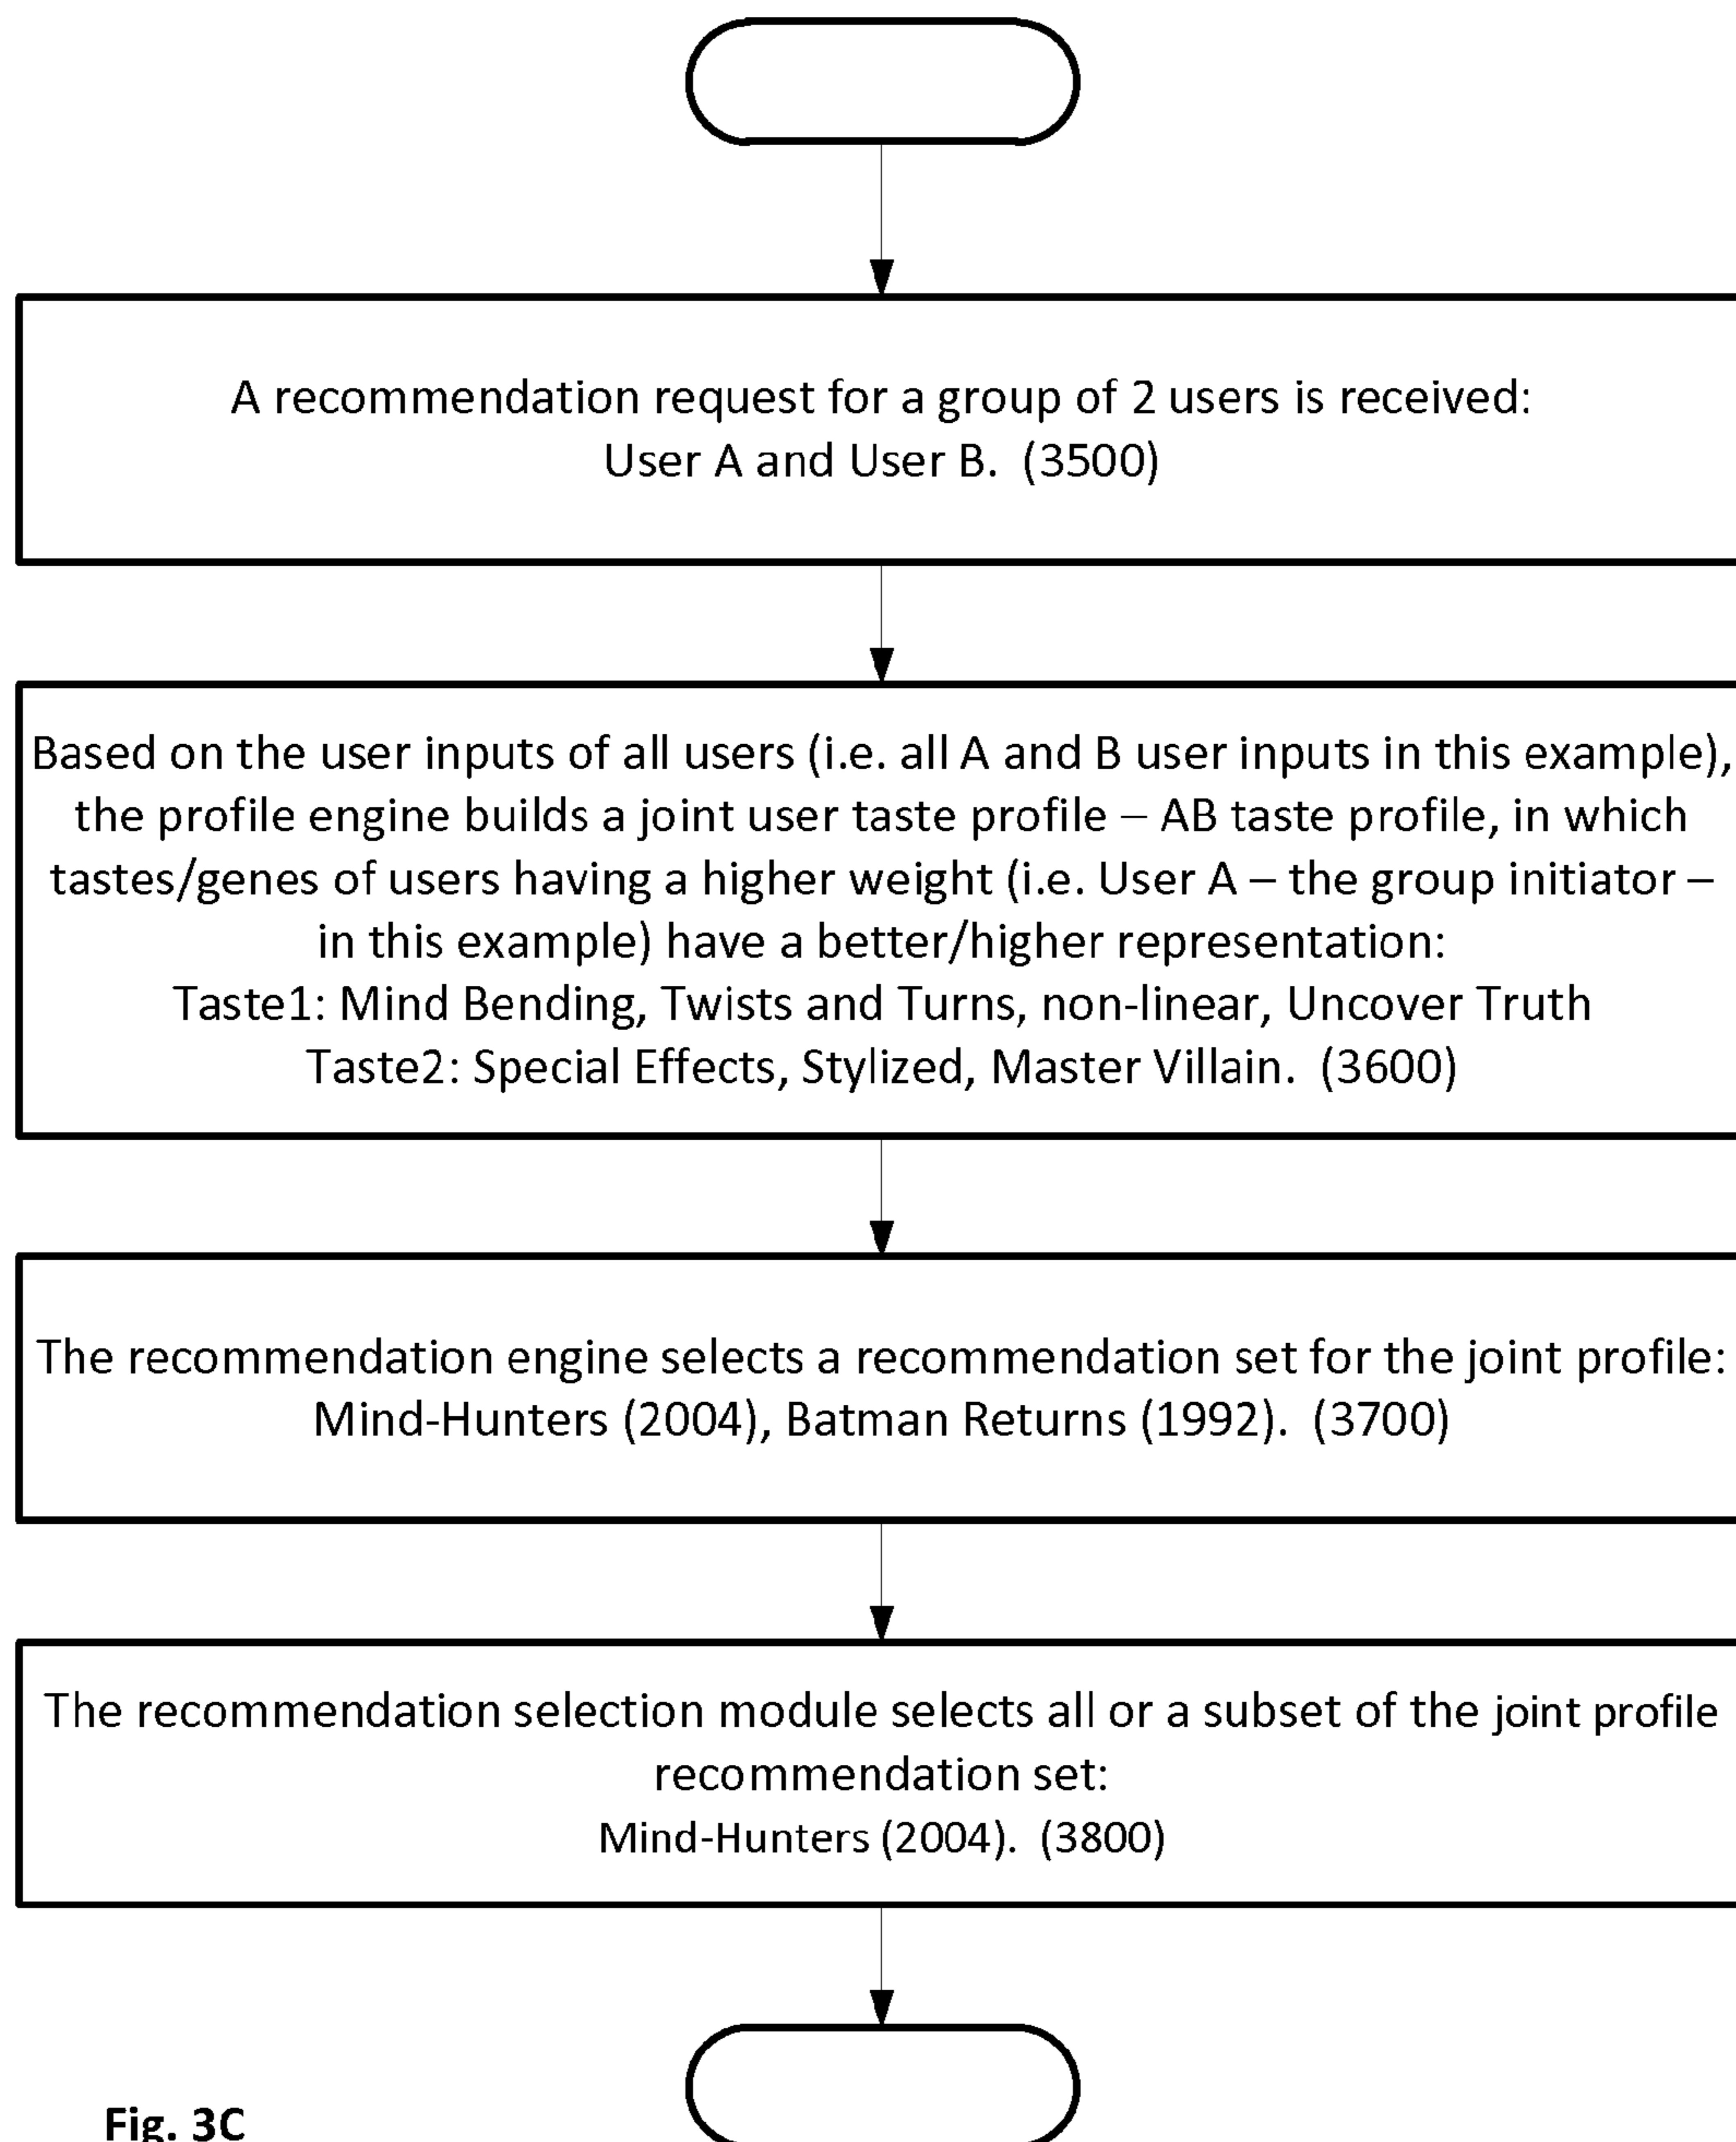 A recommendation request for a group of 2 users is received:
User A and User B.  (3500)
Based on the user inputs of all users (i.e. all A and B user inputs in this example),
the profile engine builds a joint user taste profile – AB taste profile, in which
tastes/genes of users having a higher weight (i.e. User A – the group initiator –
in this example) have a better/higher representation:
Taste1: Mind Bending, Twists and Turns, non-linear, Uncover Truth
Taste2: Special Effects, Stylized, Master Villain.  (3600)
The recommendation engine selects a recommendation set for the joint profile:
Mind-Hunters (2004), Batman Returns (1992).  (3700)
The recommendation selection module selects all or a subset of the joint profile
recommendation set:
Mind-Hunters (2004).  (3800)
Fig. 3C